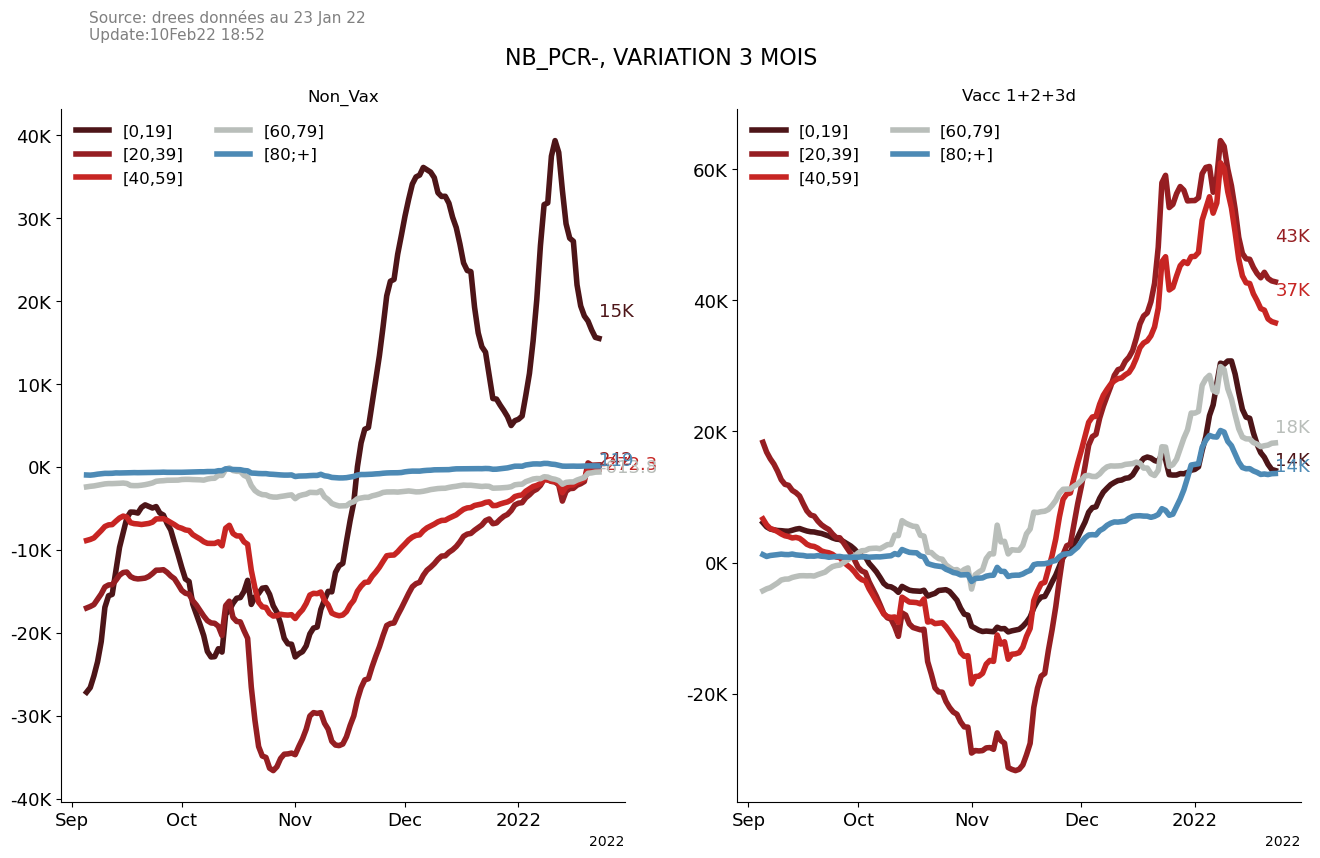 Source: drees données au 23 Jan 22
Update:10Feb22 18:52
NB_PCR-, VARIATION 3 MOIS
Non_Vax
[0,19]
[20,39]
[40,59]
[60,79]
[80;+]
40K
30K
20K
10K
0K
-10K
-20K
-30K
-40K
15K
Sep
Oct
Nov
Dec
2022
2022
Vacc 1+2+3d
[0,19]
[20,39]
[40,59]
[60,79]
[80;+]
60K
40K
20K
0K
-20K
43K
37K
18K
14K
14K
Sep
Oct
Nov
Dec
2022
2022